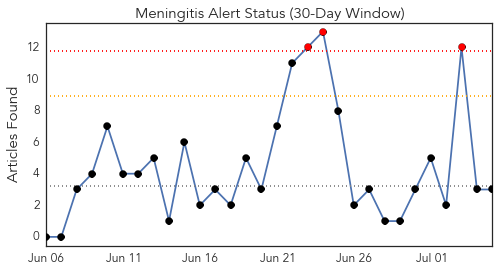 Meningitis Alert Status (30-Day Window)
Articles Found
12
10
8
6
4
2
0
Jun 06
Jun 11
Jun 16
Jun 21
Jun 26
Jul 01